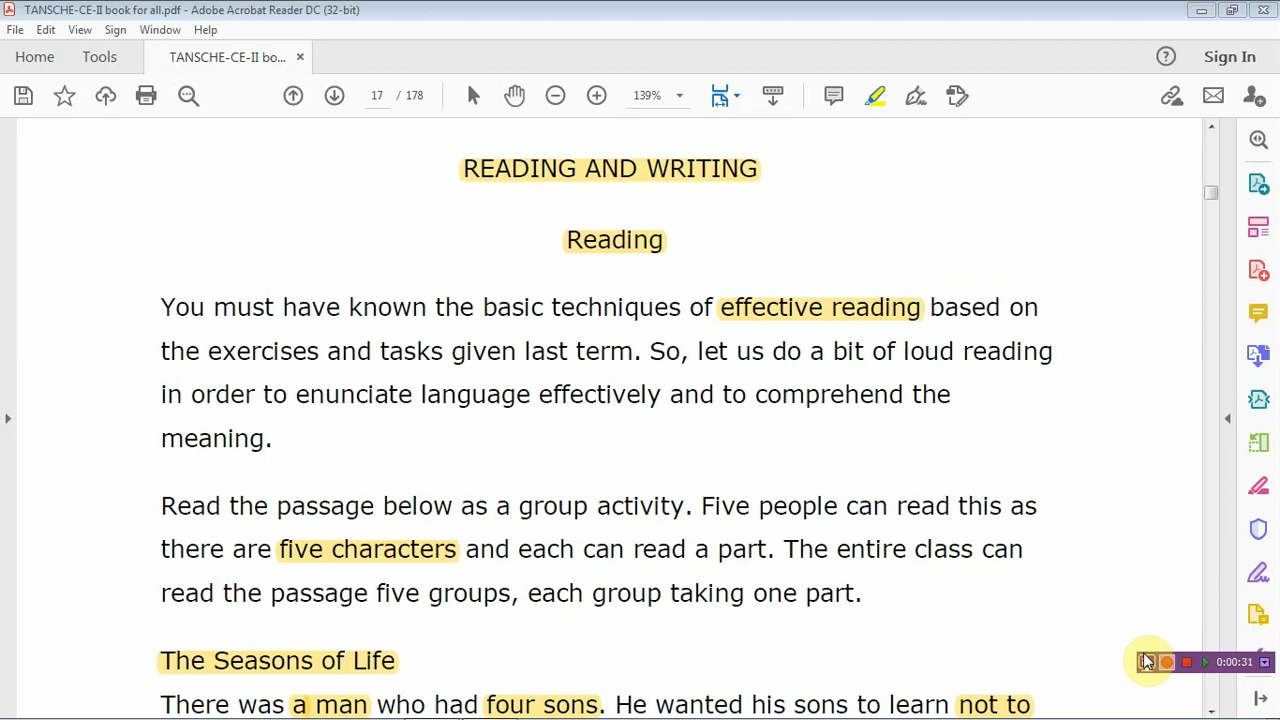 TANSCHE-CE-II book for all.pdf - Adobe Acrobat Reader DC (32-bit)
File Edit View Sign Window Help
Home Tools TANSCHE-CE-II bo... Sign In
17 / 178 139%
READING AND WRITING
Reading
You must have known the basic techniques of effective reading based on
the exercises and tasks given last term. So, let us do a bit of loud reading
in order to enunciate language effectively and to comprehend the
meaning.
Read the passage below as a group activity. Five people can read this as
there are five characters and each can read a part. The entire class can
read the passage five groups, each group taking one part.
The Seasons of Life
0:00:31
There was a man who had four sons. He wanted his sons to learn not to